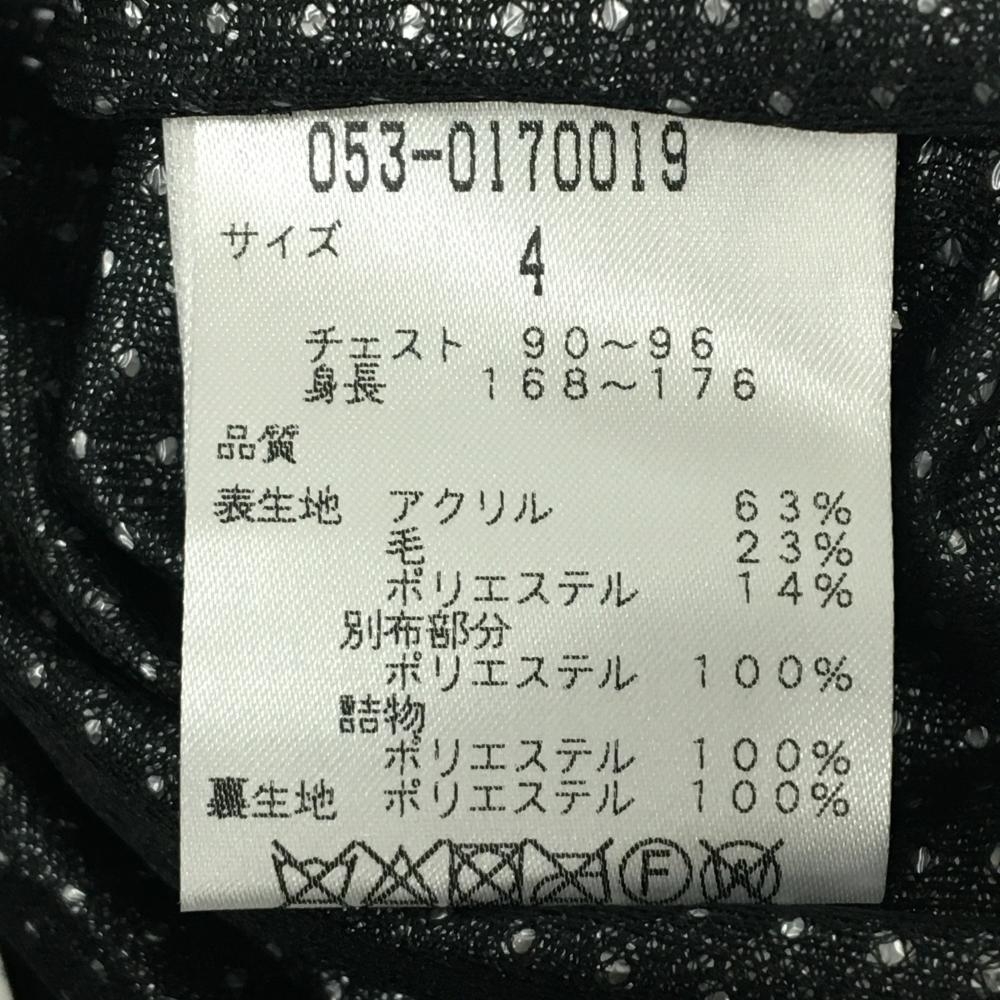 053-0170019
サイズ 4
チェスト 90～96
身長 168～176
品質
表生地 アクリル 63%
毛 23%
ポリエステル 14%
別布部分
ポリエステル 100%
詰物
ポリエステル 100%
裏生地 ポリエステル 100%
F W